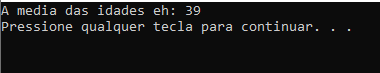 A media das idades eh: 39
Pressione qualquer tecla para continuar. . .